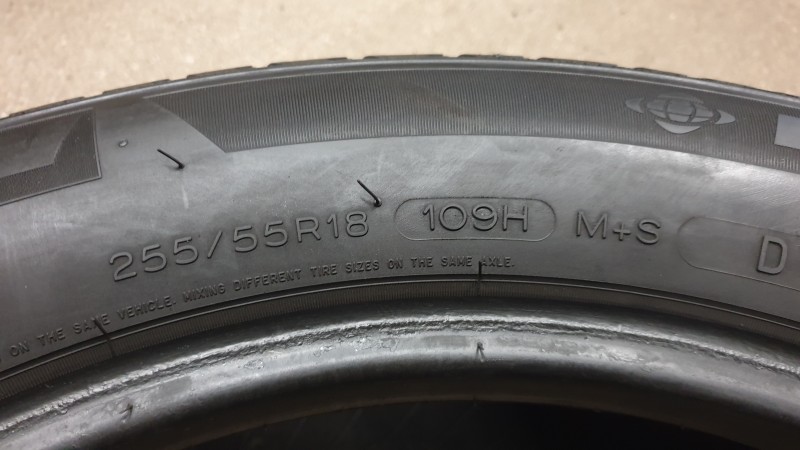 255/55R18 109H M+S D
ON THE SAME VEHICLE. MIXING DIFFERENT TIRE SIZES ON THE SAME AXLE.